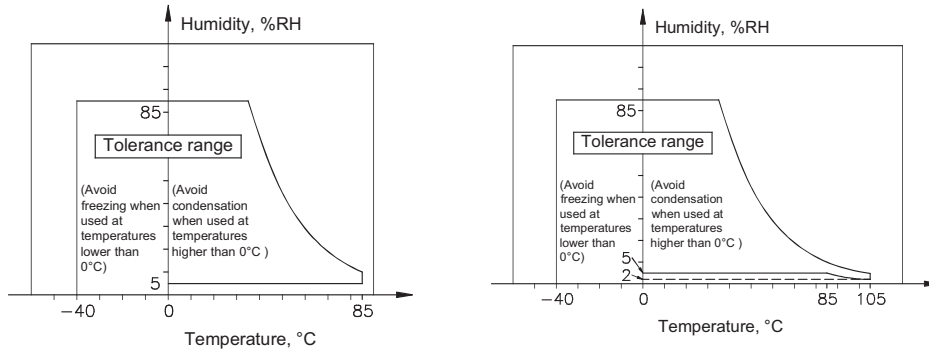 Humidity, %RH
85
Tolerance range
(Avoid
freezing when
used at
temperatures
lower than
0°C)
(Avoid
condensation
when used at
temperatures
higher than 0°C )
5
−40
0
85
Temperature, °C
Humidity, %RH
85
Tolerance range
(Avoid
freezing when
used at
temperatures
lower than
0°C)
(Avoid
condensation
when used at
temperatures
higher than 0°C )
5
2
−40
0
85
105
Temperature, °C